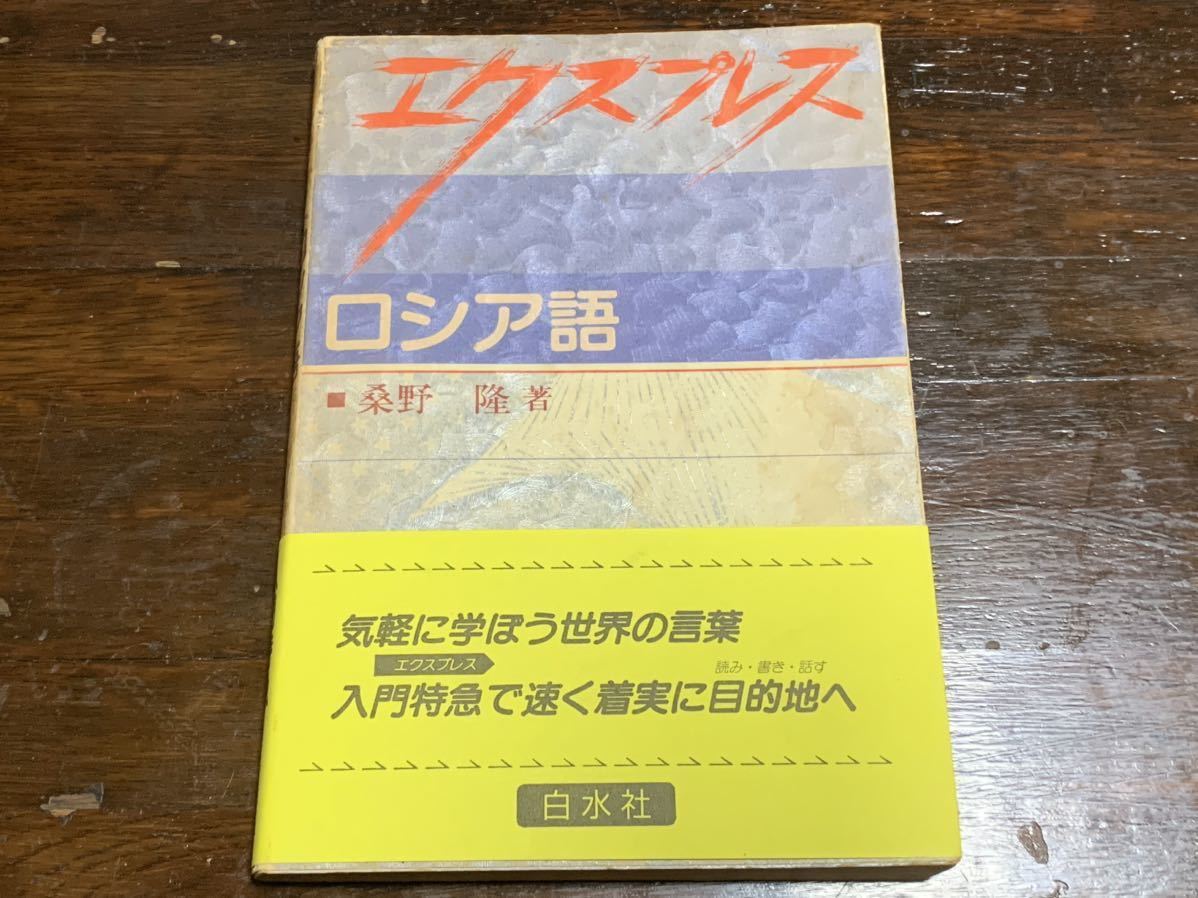 エクスプレス
ロシア語
■桑野 隆著
気軽に学ぼう世界の言葉
エクスプレス 読み・書き・話す
入門特急で速く着実に目的地へ
白水社